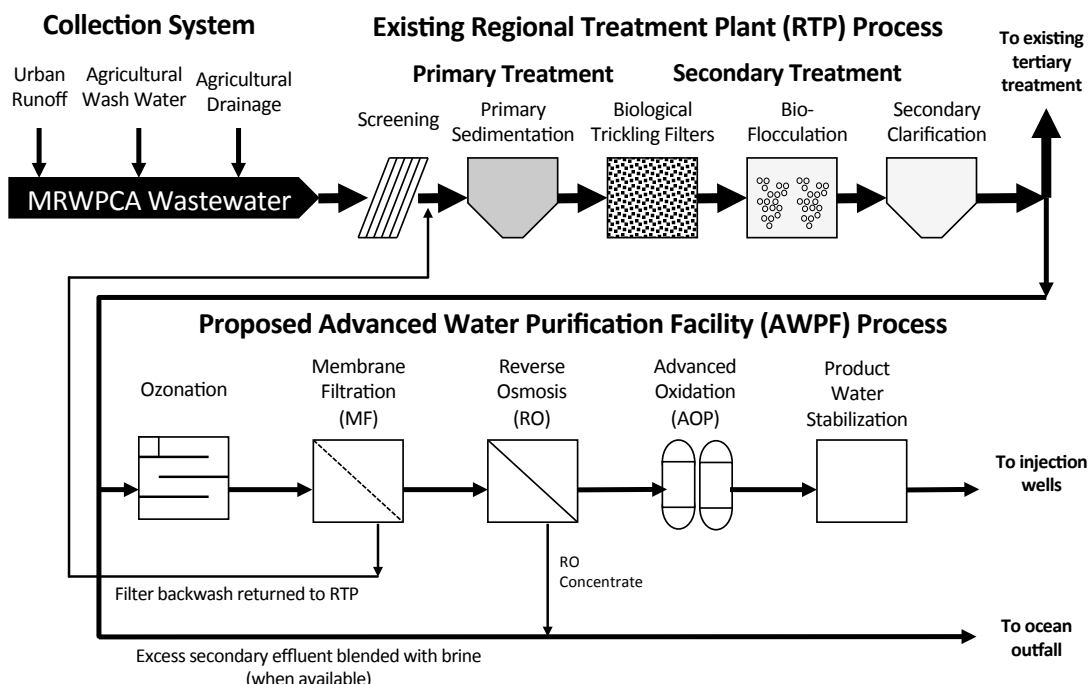 Collection System
Existing Regional Treatment Plant (RTP) Process
To existing
tertiary
treatment
Urban
Runoff
Agricultural
Wash Water
Agricultural
Drainage
Primary Treatment
Secondary Treatment
Screening
Primary
Sedimentation
Biological
Trickling Filters
Bio-
Flocculation
Secondary
Clarification
MRWPCA Wastewater
Proposed Advanced Water Purification Facility (AWPF) Process
Ozonation
Membrane
Filtration
(MF)
Reverse
Osmosis
(RO)
Advanced
Oxidation
(AOP)
Product
Water
Stabilization
To injection
wells
RO
Concentrate
Filter backwash returned to RTP
To ocean
outfall
Excess secondary effluent blended with brine
(when available)